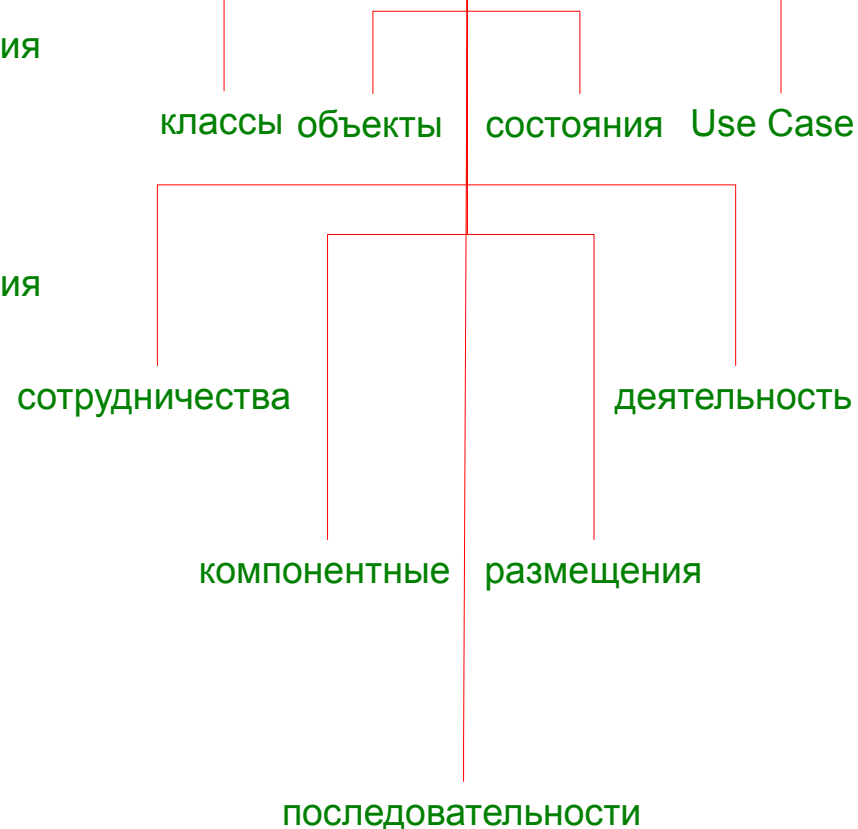 ия
классы объекты состояния Use Case
ия
сотрудничества деятельность
компонентные размещения
последовательности